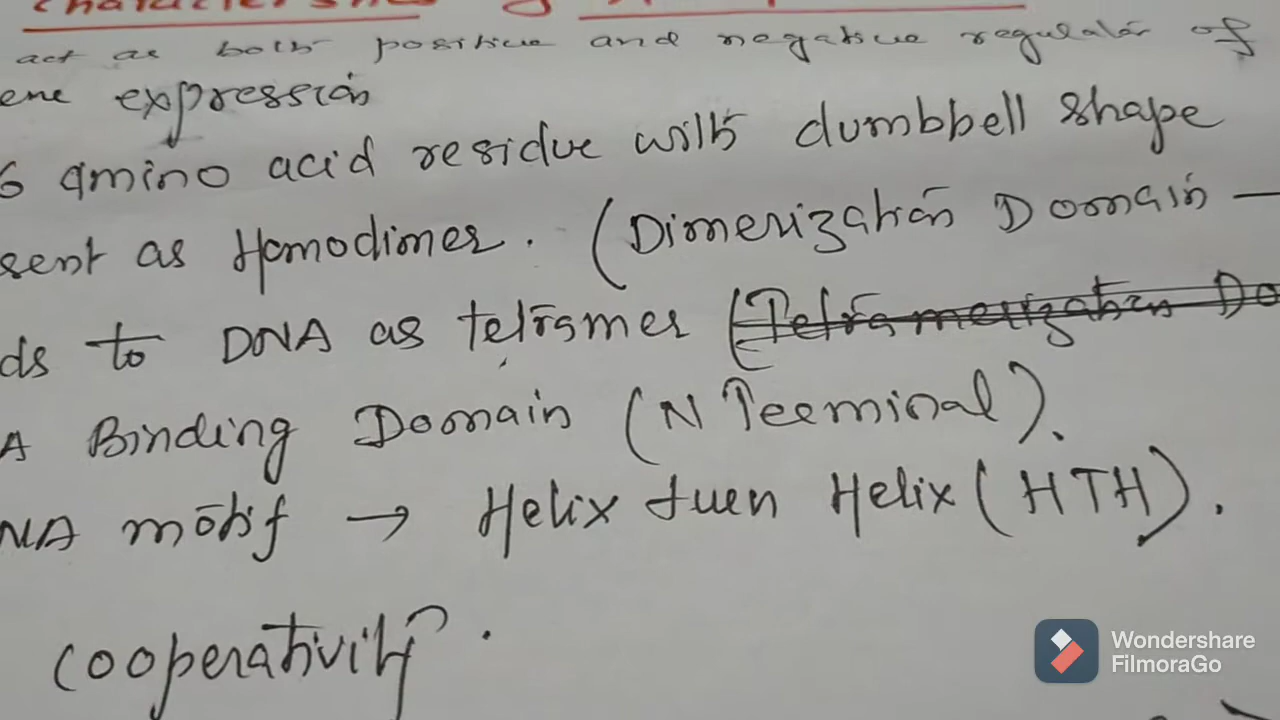 act as both positive and negative regulator of
ene expression
6 amino acid residue with dumbbell shape
sent as Homodimer. (Dimerization Domain —
ds to DNA as tetramer (Tetramerization Do
A Binding Domain (N Terminal).
NA motif → Helix turn Helix (HTH).
Cooperativity.
Wondershare
FilmoraGo